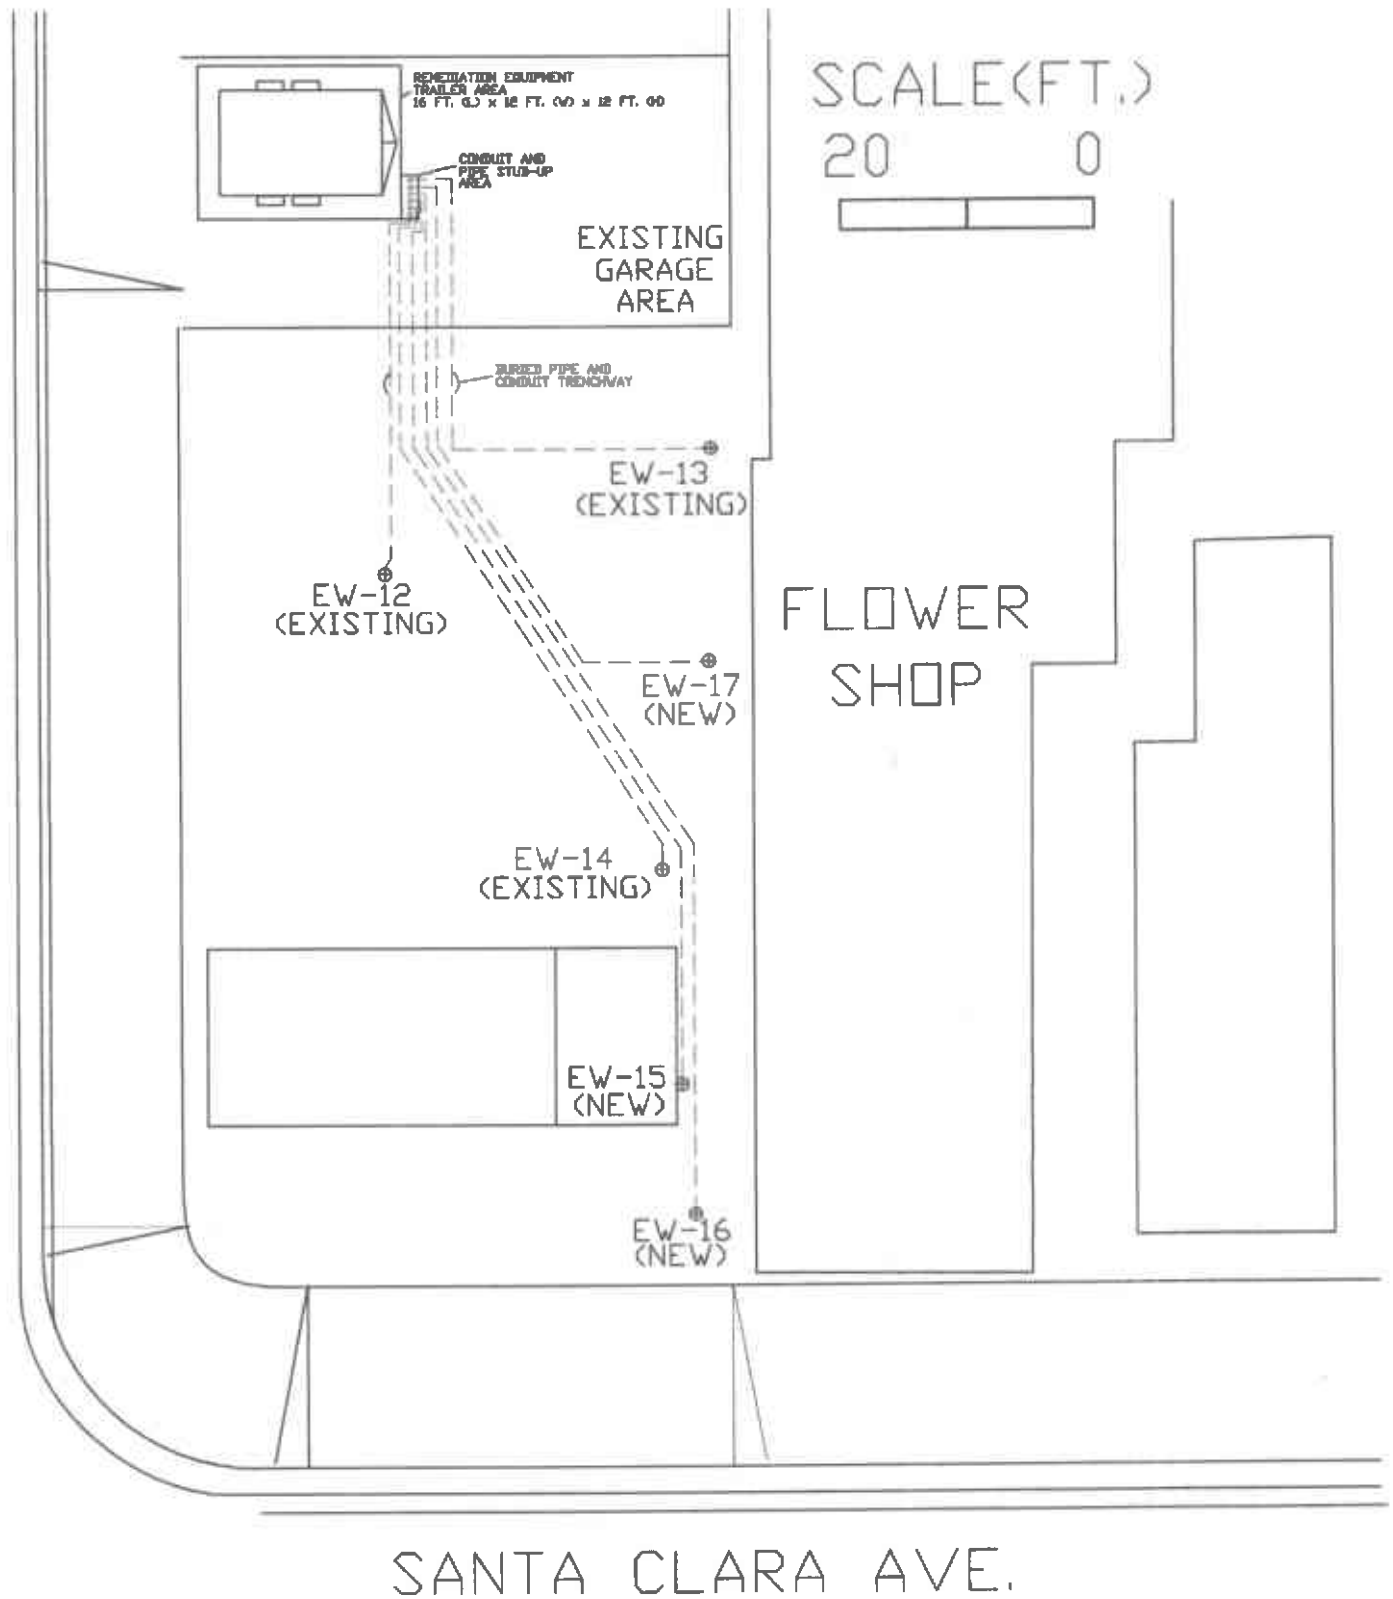 REMEDIATION EQUIPMENT
TRAILER AREA
16 FT. (L) x 12 FT. (W) x 12 FT. (H)
SCALE(FT.)
20 0
CONDUIT AND
PIPE STUB-UP
AREA
EXISTING
GARAGE
AREA
BURIED PIPE AND
CONDUIT TRENCHWAY
EW-13
(EXISTING)
EW-12
(EXISTING)
FLOWER
SHOP
EW-17
(NEW)
EW-14
(EXISTING)
EW-15
(NEW)
EW-16
(NEW)
SANTA CLARA AVE.